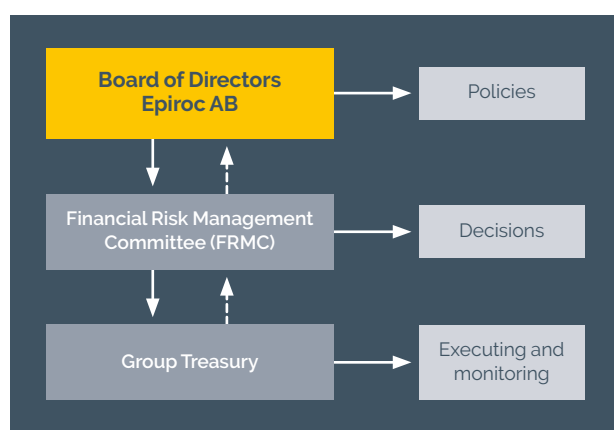 Board of Directors
Epiroc AB
Policies
Financial Risk Management
Committee (FRMC)
Decisions
Group Treasury
Executing and
monitoring